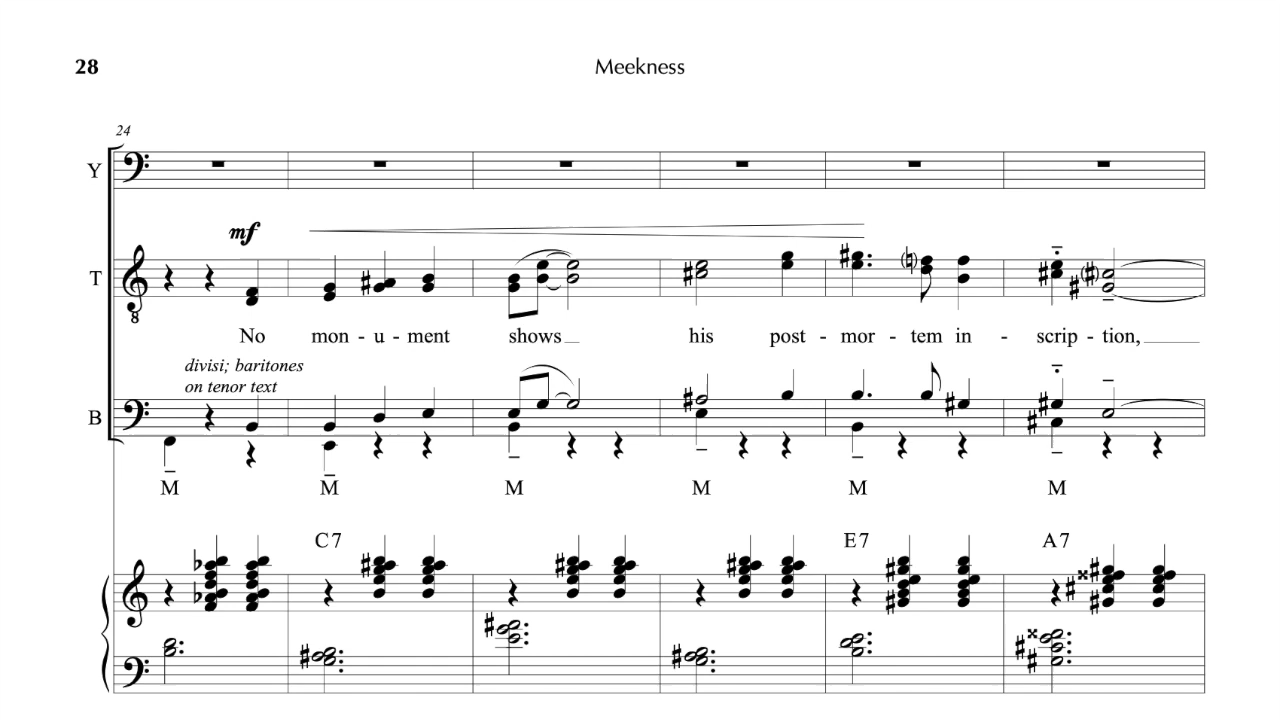 28
Meekness
24
Y
mf
T
8
No mon - u - ment shows his post - mor - tem in - scrip - tion,
divisi; baritones
on tenor text
B
M M M M M M
C7 E7 A7